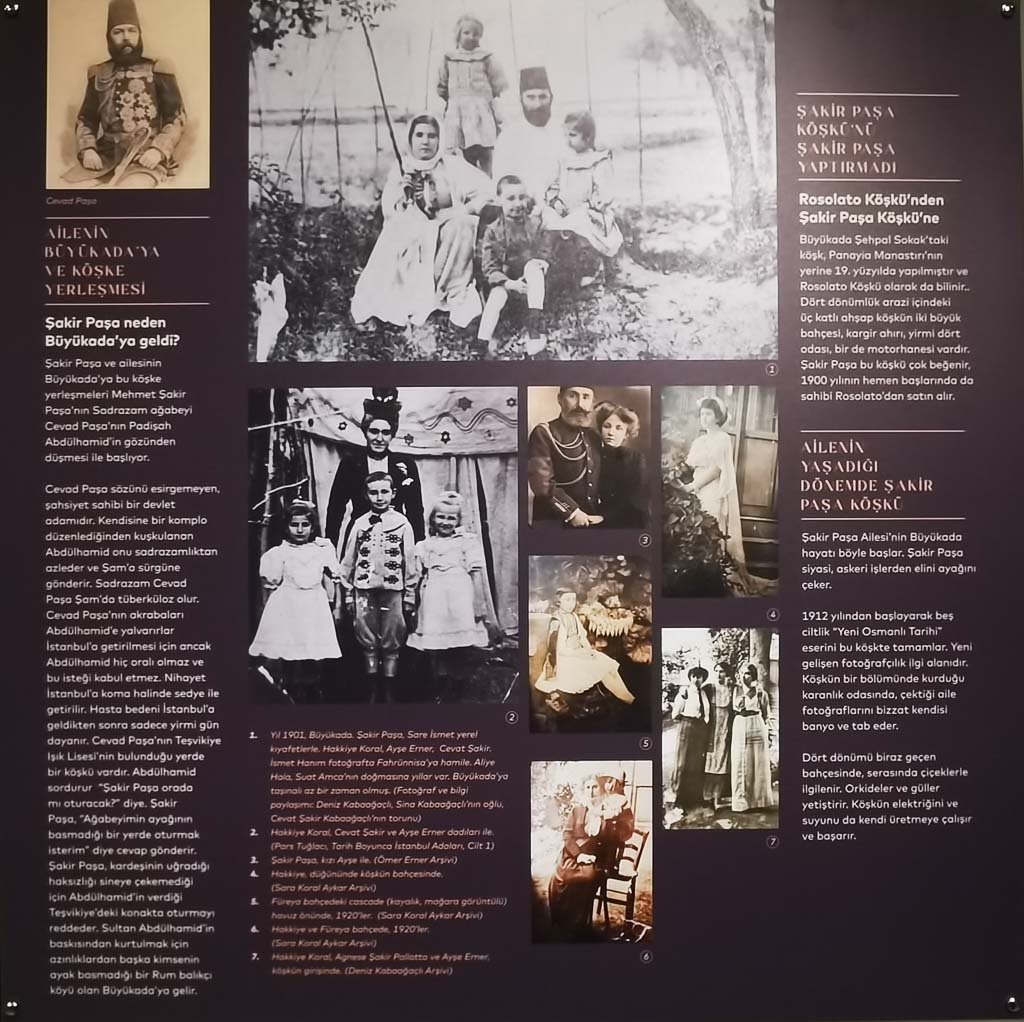 Cevad Paşa
AİLENİN
BÜYÜKADA'YA
VE KÖŞKE
YERLEŞMESİ
Şakir Paşa neden
Büyükada'ya geldi?
Şakir Paşa ve ailesinin
Büyükada'ya bu köşke
yerleşmeleri Mehmet Şakir
Paşa'nın Sadrazam ağabeyi
Cevad Paşa'nın Padişah
Abdülhamid'in gözünden
düşmesi ile başlıyor.
Cevad Paşa sözünü esirgemeyen,
şahsiyet sahibi bir devlet
adamıdır. Kendisine bir komplo
düzenlediğinden kuşkulanan
Abdülhamid onu sadrazamlıktan
azleder ve Şam'a sürgüne
gönderir. Sadrazam Cevad
Paşa Şam'da tüberküloz olur.
Cevad Paşa'nın akrabaları
Abdülhamid'e yalvarırlar
İstanbul'a getirilmesi için ancak
Abdülhamid hiç oralı olmaz ve
bu isteği kabul etmez. Nihayet
İstanbul'a koma halinde sedye ile
getirilir. Hasta bedeni İstanbul'a
geldikten sonra sadece yirmi gün
dayanır. Cevad Paşa'nın Teşvikiye
Işık Lisesi'nin bulunduğu yerde
bir köşkü vardır. Abdülhamid
sordurur "Şakir Paşa orada
mı oturacak?" diye. Şakir
Paşa, "Ağabeyimin ayağının
basmadığı bir yerde oturmak
isterim" diye cevap gönderir.
Şakir Paşa, kardeşinin uğradığı
haksızlığı sineye çekemediği
için Abdülhamid'in verdiği
Teşvikiye'deki konakta oturmayı
reddeder. Sultan Abdülhamid'in
baskısından kurtulmak için
azınlıklardan başka kimsenin
ayak basmadığı bir Rum balıkçı
köyü olan Büyükada'ya gelir.
1
2
3
4
5
6
7
1. Yıl 1901, Büyükada. Şakir Paşa, Sare İsmet yerel
kıyafetlerle. Hakkiye Koral, Ayşe Erner, Cevat Şakir.
İsmet Hanım fotoğrafta Fahrünnisa'ya hamile. Aliye
Hala, Suat Amca'nın doğmasına yıllar var. Büyükada'ya
taşınalı az bir zaman olmuş. (Fotoğraf ve bilgi
paylaşımı: Deniz Kabaağaçlı, Sina Kabaağaçlı'nın oğlu,
Cevat Şakir Kabaağaçlı'nın torunu)
2. Hakkiye Koral, Cevat Şakir ve Ayşe Erner dadıları ile.
(Pars Tuğlacı, Tarih Boyunca İstanbul Adaları, Cilt 1)
3. Şakir Paşa, kızı Ayşe ile. (Ömer Erner Arşivi)
4. Hakkiye, düğününde köşkün bahçesinde.
(Sara Koral Aykar Arşivi)
5. Füreya bahçedeki cascade (kayalık, mağara görüntülü)
havuz önünde, 1920'ler. (Sara Koral Aykar Arşivi)
6. Hakkiye ve Füreya bahçede, 1920'ler.
(Sara Koral Aykar Arşivi)
7. Hakkiye Koral, Agnese Şakir Pallotta ve Ayşe Erner,
köşkün girişinde. (Deniz Kabaağaçlı Arşivi)
ŞAKİR PAŞA
KÖŞKÜ'NÜ
ŞAKİR PAŞA
YAPTIRMADI
Rosolato Köşkü'nden
Şakir Paşa Köşkü'ne
Büyükada Şehpal Sokak'taki
köşk, Panayia Manastırı'nın
yerine 19. yüzyılda yapılmıştır ve
Rosolato Köşkü olarak da bilinir..
Dört dönümlük arazi içindeki
üç katlı ahşap köşkün iki büyük
bahçesi, kargir ahırı, yirmi dört
odası, bir de motorhanesi vardır.
Şakir Paşa bu köşkü çok beğenir,
1900 yılının hemen başlarında da
sahibi Rosolato'dan satın alır.
AİLENİN
YAŞADIĞI
DÖNEMDE ŞAKİR
PAŞA KÖŞKÜ
Şakir Paşa Ailesi'nin Büyükada
hayatı böyle başlar. Şakir Paşa
siyasi, askeri işlerden elini ayağını
çeker.
1912 yılından başlayarak beş
ciltlik "Yeni Osmanlı Tarihi"
eserini bu köşkte tamamlar. Yeni
gelişen fotoğrafçılık ilgi alanıdır.
Köşkün bir bölümünde kurduğu
karanlık odasında, çektiği aile
fotoğraflarını bizzat kendisi
banyo ve tab eder.
Dört dönümü biraz geçen
bahçesinde, serasında çiçeklerle
ilgilenir. Orkideler ve güller
yetiştirir. Köşkün elektriğini ve
suyunu da kendi üretmeye çalışır
ve başarır.